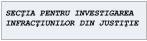 SECȚIA PENTRU INVESTIGAREA
INFRACȚIUNILOR DIN JUSTIȚIE